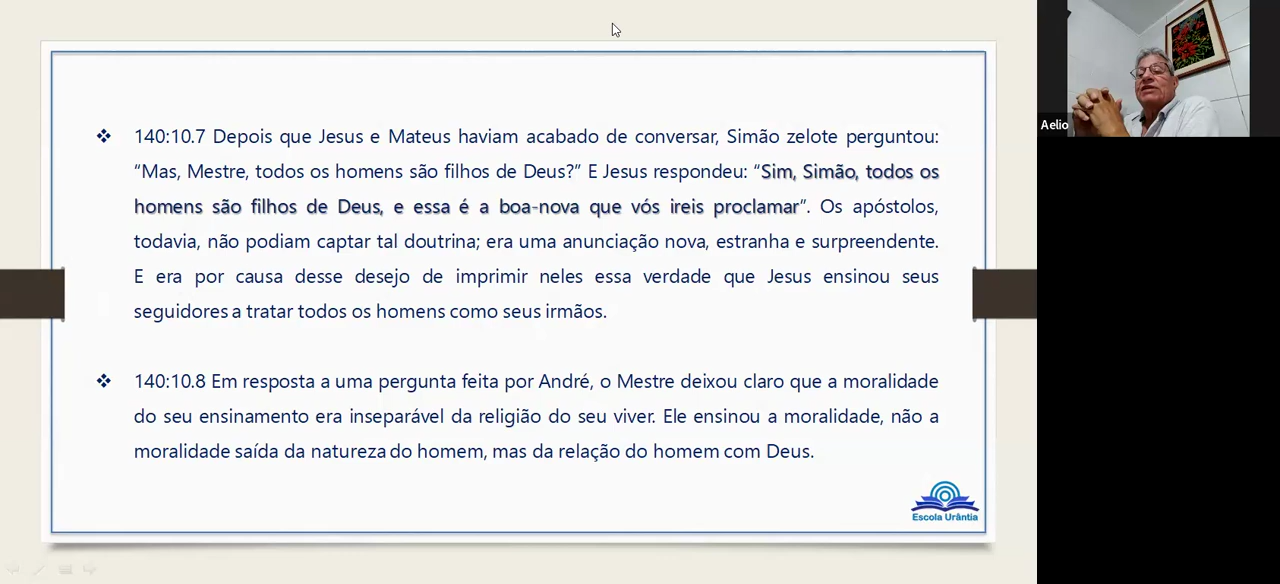 140:10.7 Depois que Jesus e Mateus haviam acabado de conversar, Simão zelote perguntou:
“Mas, Mestre, todos os homens são filhos de Deus?” E Jesus respondeu: “Sim, Simão, todos os
homens são filhos de Deus, e essa é a boa-nova que vós ireis proclamar”. Os apóstolos,
todavia, não podiam captar tal doutrina; era uma anunciação nova, estranha e surpreendente.
E era por causa desse desejo de imprimir neles essa verdade que Jesus ensinou seus
seguidores a tratar todos os homens como seus irmãos.
140:10.8 Em resposta a uma pergunta feita por André, o Mestre deixou claro que a moralidade
do seu ensinamento era inseparável da religião do seu viver. Ele ensinou a moralidade, não a
moralidade saída da natureza do homem, mas da relação do homem com Deus.
Escola Urântia
Aelio